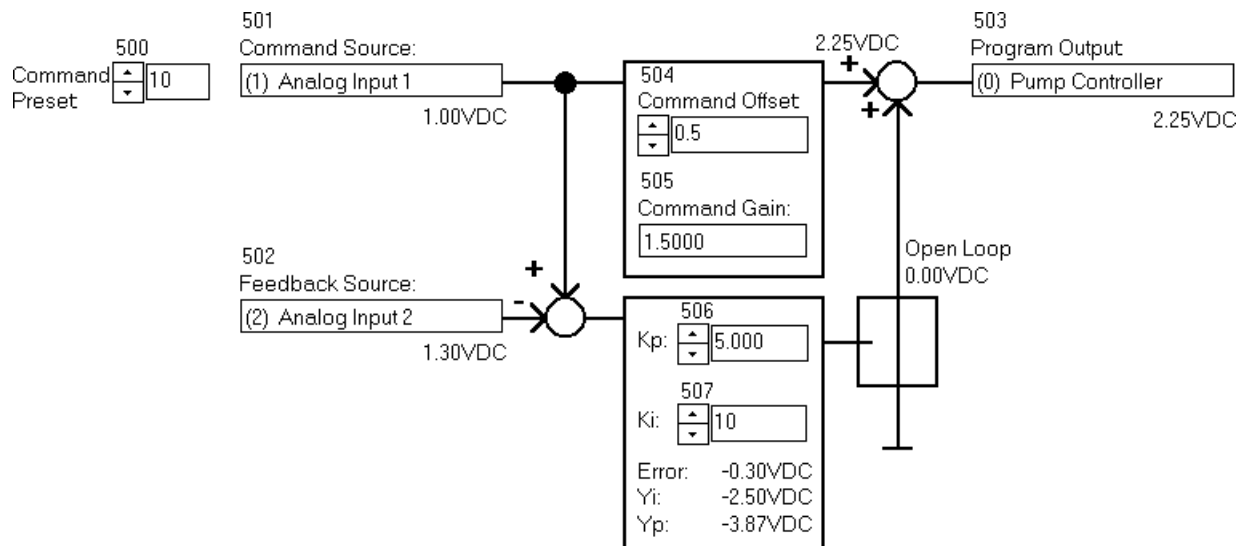 500
Command
Preset
10
501
Command Source:
(1) Analog Input 1
1.00VDC
502
Feedback Source:
(2) Analog Input 2
1.30VDC
+
-
504
Command Offset
0.5
505
Command Gain:
1.5000
506
Kp:
5.000
507
Ki:
10
Error: -0.30VDC
Yi: -2.50VDC
Yp: -3.87VDC
2.25VDC
+
+
Open Loop
0.00VDC
503
Program Output
(0) Pump Controller
2.25VDC